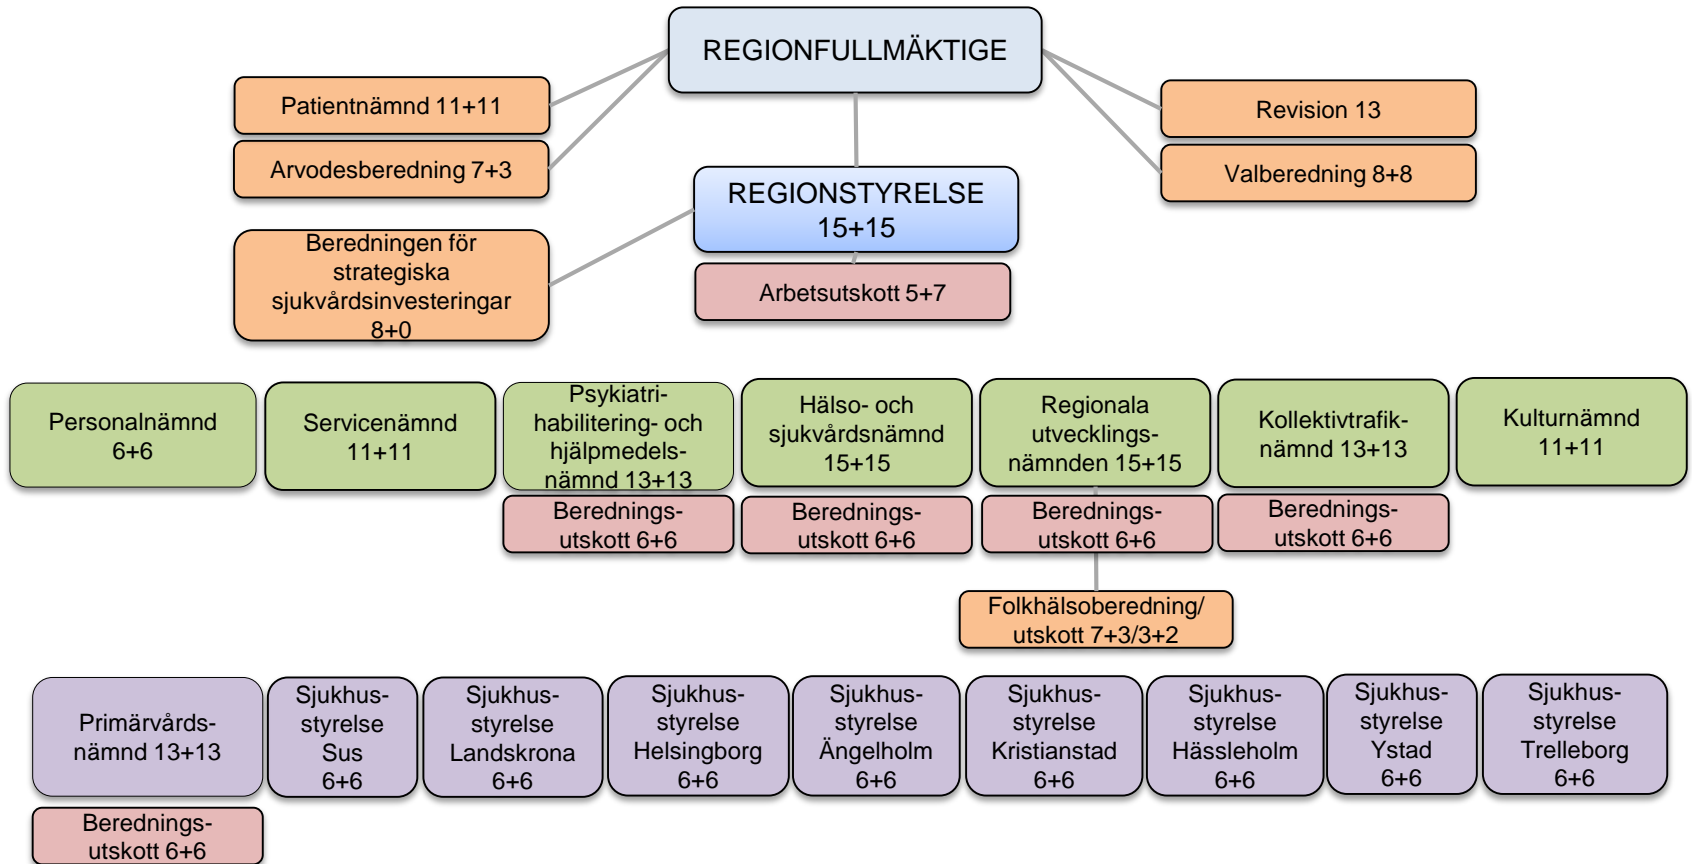 REGIONFULLMÄKTIGE
Patientnämnd 11+11
Arvodesberedning 7+3
Revision 13
Valberedning 8+8
REGIONSTYRELSE
15+15
Arbetsutskott 5+7
Beredningen för
strategiska
sjukvårdsinvesteringar
8+0
Personalnämnd
6+6
Servicenämnd
11+11
Psykiatri-
habilitering- och
hjälpmedels-
nämnd 13+13
Berednings-
utskott 6+6
Hälso- och
sjukvårdsnämnd
15+15
Berednings-
utskott 6+6
Regionala
utvecklings-
nämnden 15+15
Berednings-
utskott 6+6
Folkhälsoberedning/
utskott 7+3/3+2
Kollektivtrafik-
nämnd 13+13
Berednings-
utskott 6+6
Kulturnämnd
11+11
Primärvårds-
nämnd 13+13
Berednings-
utskott 6+6
Sjukhus-
styrelse
Sus
6+6
Sjukhus-
styrelse
Landskrona
6+6
Sjukhus-
styrelse
Helsingborg
6+6
Sjukhus-
styrelse
Ängelholm
6+6
Sjukhus-
styrelse
Kristianstad
6+6
Sjukhus-
styrelse
Hässleholm
6+6
Sjukhus-
styrelse
Ystad
6+6
Sjukhus-
styrelse
Trelleborg
6+6